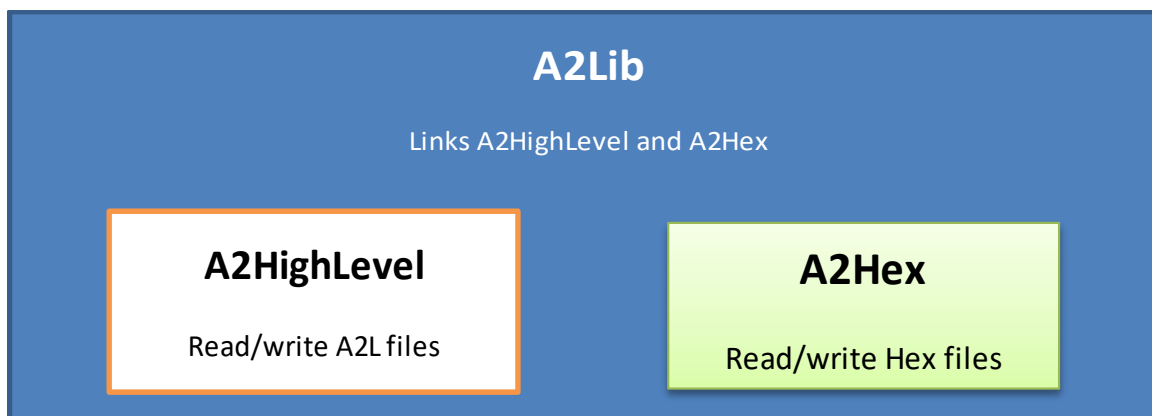 A2Lib
Links A2HighLevel and A2Hex
A2HighLevel
Read/write A2L files
A2Hex
Read/write Hex files